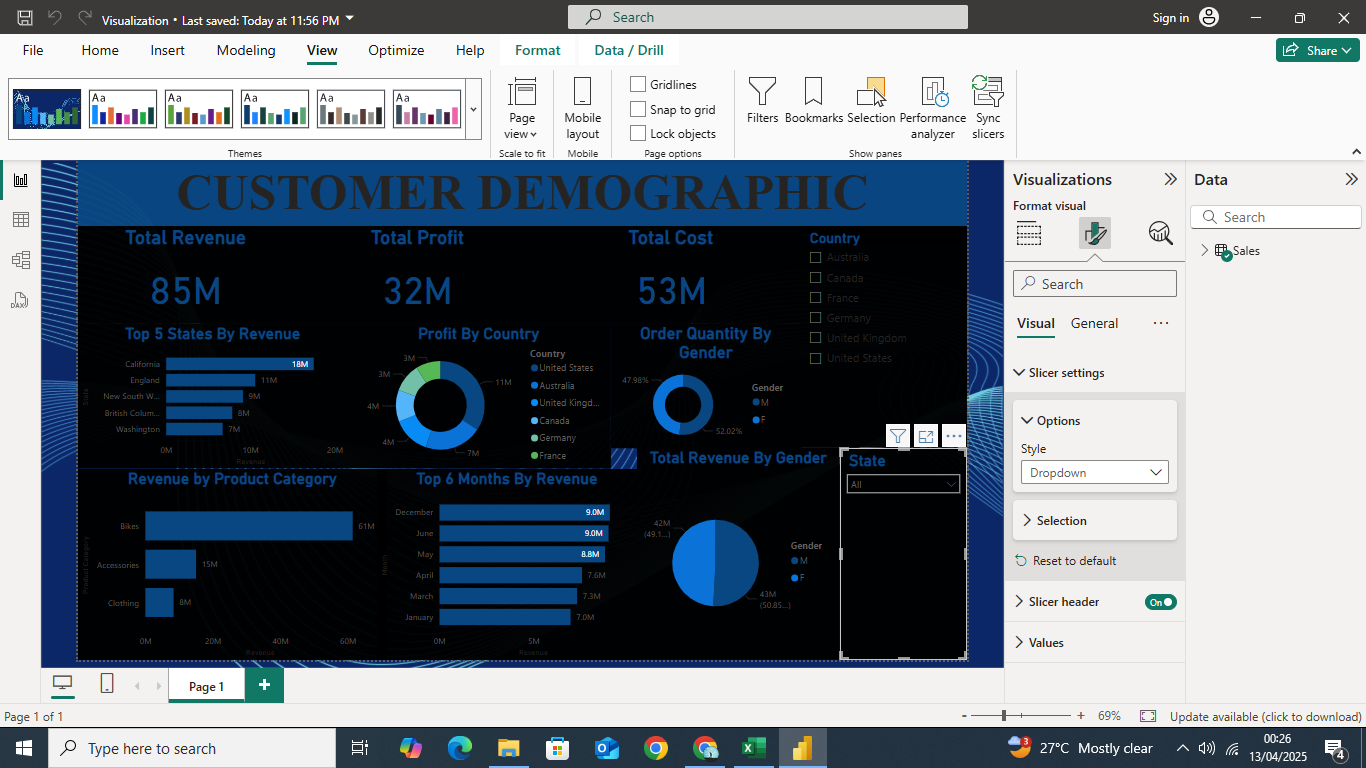 Visualization • Last saved: Today at 11:56 PM
Search
Sign in
File Home Insert Modeling View Optimize Help Format Data / Drill
Share
Aa Aa Aa Aa Aa Aa
Page view
Mobile layout
Gridlines
Snap to grid
Lock objects
Filters
Bookmarks
Selection
Performance analyzer
Sync slicers
Themes
Scale to fit
Mobile
Page options
Show panes
CUSTOMER DEMOGRAPHIC
Total Revenue
85M
Total Profit
32M
Total Cost
53M
Country
Australia
Canada
France
Germany
United Kingdom
United States
Top 5 States By Revenue
State
California 18M
England 11M
New South W... 9M
British Colum... 8M
Washington 7M
0M 10M 20M
Revenue
Profit By Country
3M
3M
4M
4M
7M
11M
Country
United States
Australia
United Kingd...
Canada
Germany
France
Order Quantity By
Gender
47.98%
52.02%
Gender
M
F
Revenue by Product Category
Product Category
Bikes 61M
Accessories 15M
Clothing 8M
0M 20M 40M 60M
Revenue
Top 6 Months By Revenue
Month
December 9.0M
June 9.0M
May 8.8M
April 7.6M
March 7.3M
January 7.0M
0M 5M
Revenue
Total Revenue By Gender
42M
(49.1...)
43M
(50.85...)
Gender
M
F
State
All
Visualizations
Format visual
Search
Visual General
Slicer settings
Options
Style
Dropdown
Selection
Reset to default
Slicer header On
Values
Data
Search
Sales
DAX
Page 1
Page 1 of 1
- + 69%
Update available (click to download)
Type here to search
3
27°C Mostly clear
00:26
13/04/2025
4